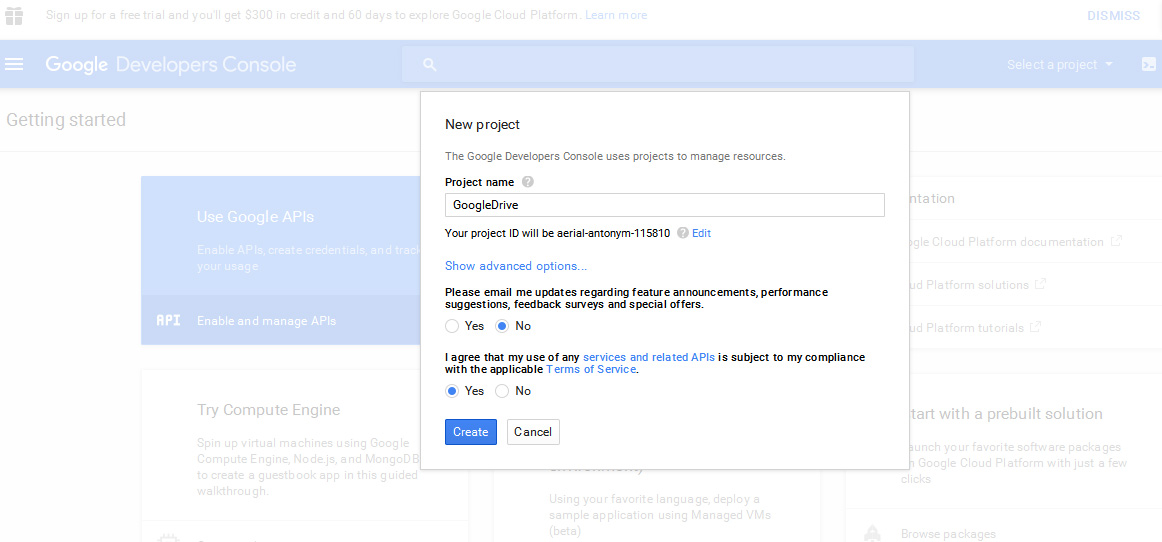 Sign up for a free trial and you'll get $300 in credit and 60 days to explore Google Cloud Platform. Learn more
DISMISS
Google Developers Console
Select a project
Getting started
New project
The Google Developers Console uses projects to manage resources.
Project name
GoogleDrive
Your project ID will be aerial-antonym-115810 Edit
Show advanced options...
Please email me updates regarding feature announcements, performance
suggestions, feedback surveys and special offers.
Yes No
I agree that my use of any services and related APIs is subject to my compliance
with the applicable Terms of Service.
Yes No
Create Cancel
Use Google APIs
Enable APIs, create credentials, and track
your usage
API Enable and manage APIs
Try Compute Engine
Spin up virtual machines using Google
Compute Engine, Node.js, and MongoDB
to create a guestbook app in this guided
walkthrough.
Using your favorite language, deploy a
sample application using Managed VMs
(beta)
Cloud Platform documentation
Platform solutions
Platform tutorials
with a prebuilt solution
your favorite software packages
Google Cloud Platform with just a few
clicks
Browse packages